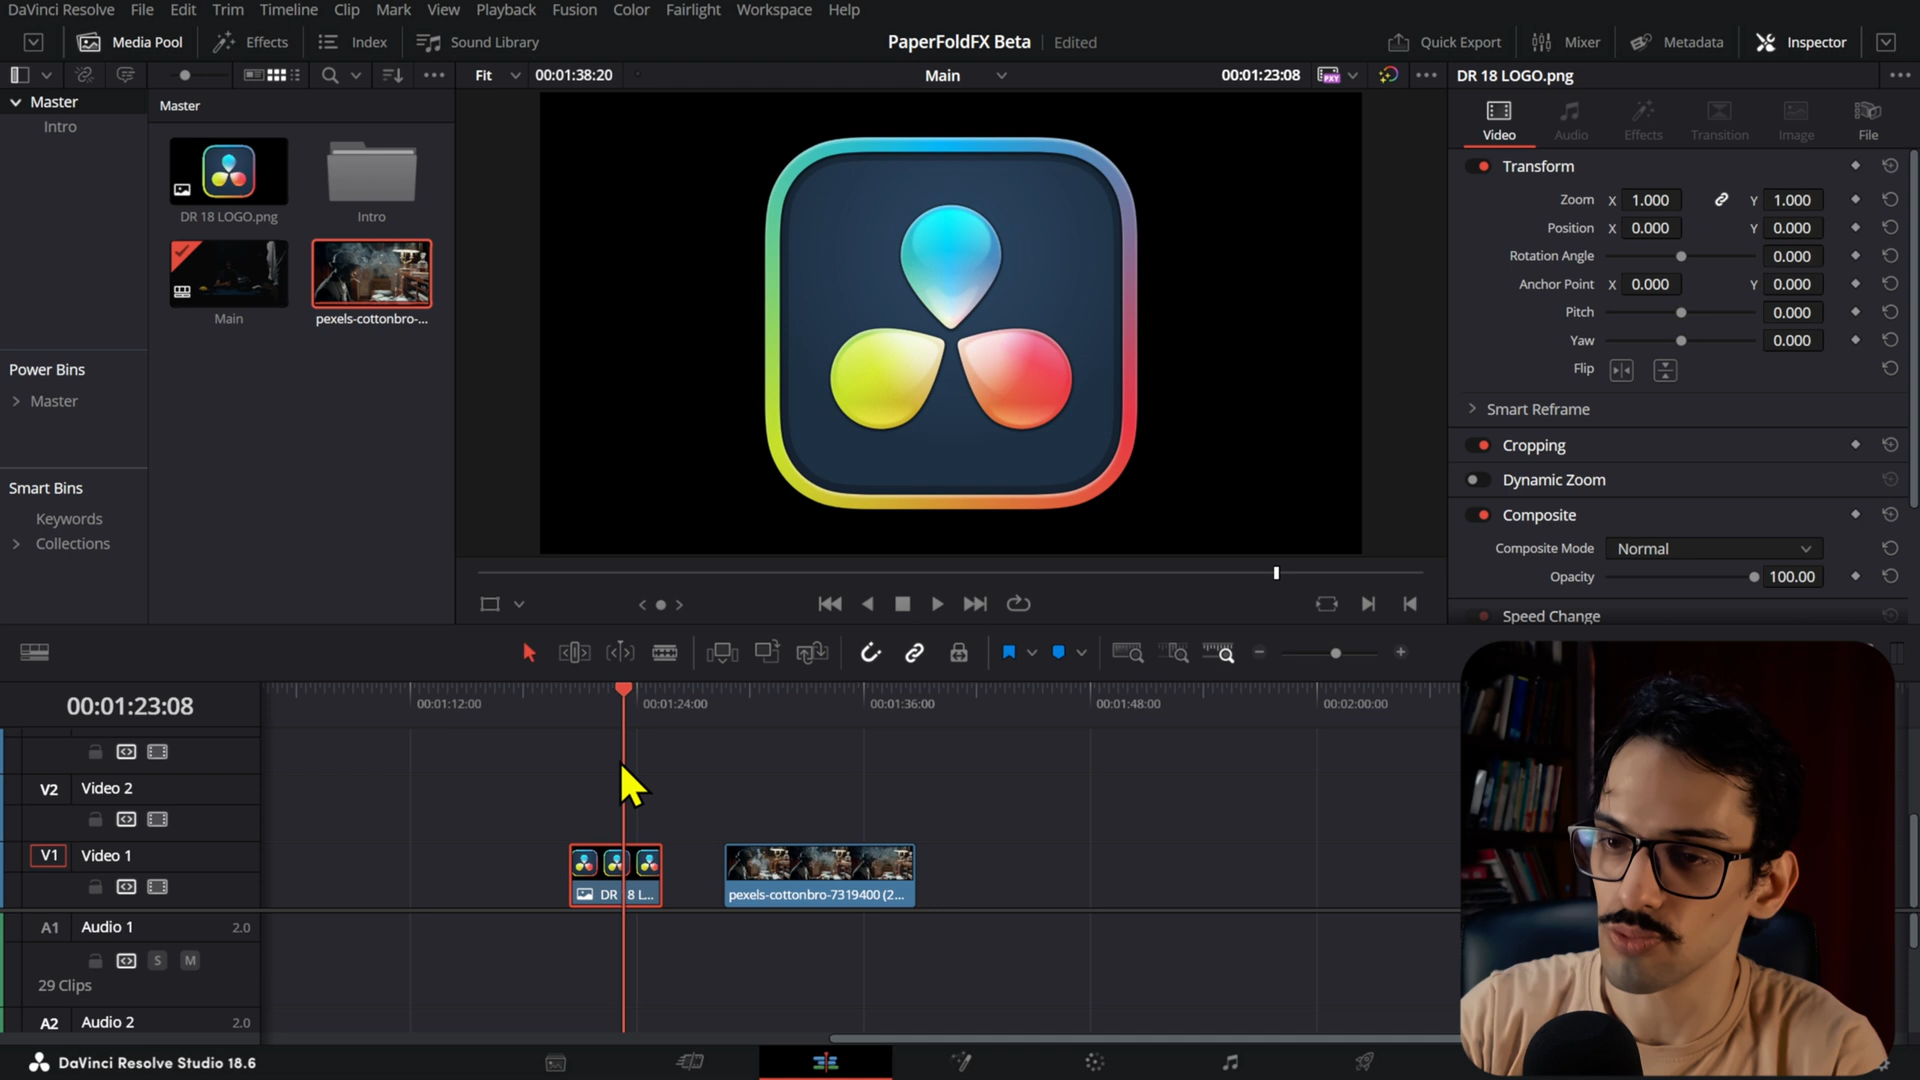 DaVinci Resolve File Edit Trim Timeline Clip Mark View Playback Fusion Color Fairlight Workspace Help
Media Pool Effects Index Sound Library PaperFoldFX Beta Edited Quick Export Mixer Metadata Inspector
Fit 00:01:38:20 Main 00:01:23:08 PXY DR 18 LOGO.png
Master
Intro
Master
DR 18 LOGO.png
Intro
Main
pexels-cottonbro-...
Power Bins
Master
Smart Bins
Keywords
Collections
Video Audio Effects Transition Image File
Transform
Zoom X 1.000 Y 1.000
Position X 0.000 Y 0.000
Rotation Angle 0.000
Anchor Point X 0.000 Y 0.000
Pitch 0.000
Yaw 0.000
Flip
Smart Reframe
Cropping
Dynamic Zoom
Composite
Composite Mode Normal
Opacity 100.00
Speed Change
00:01:23:08
00:01:12:00 00:01:24:00 00:01:36:00 00:01:48:00 00:02:00:00
V2 Video 2
V1 Video 1
DR 8 L...
pexels-cottonbro-7319400 (2...
A1 Audio 1 2.0
S M
29 Clips
A2 Audio 2 2.0
DaVinci Resolve Studio 18.6